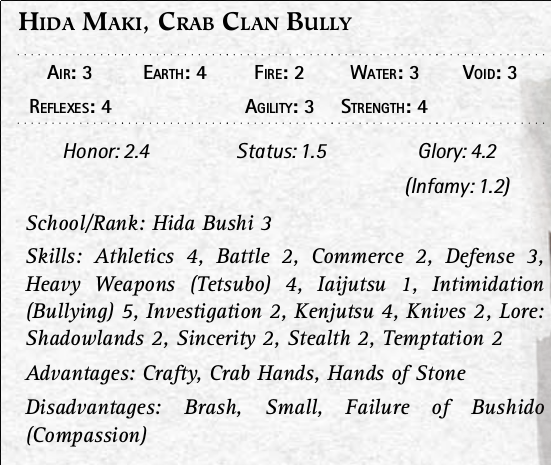 Hida Maki, Crab Clan Bully
Air: 3 Earth: 4 Fire: 2 Water: 3 Void: 3
Reflexes: 4 Agility: 3 Strength: 4
Honor: 2.4 Status: 1.5 Glory: 4.2
(Infamy: 1.2)
School/Rank: Hida Bushi 3
Skills: Athletics 4, Battle 2, Commerce 2, Defense 3,
Heavy Weapons (Tetsubo) 4, Iaijutsu 1, Intimidation
(Bullying) 5, Investigation 2, Kenjutsu 4, Knives 2, Lore:
Shadowlands 2, Sincerity 2, Stealth 2, Temptation 2
Advantages: Crafty, Crab Hands, Hands of Stone
Disadvantages: Brash, Small, Failure of Bushido
(Compassion)